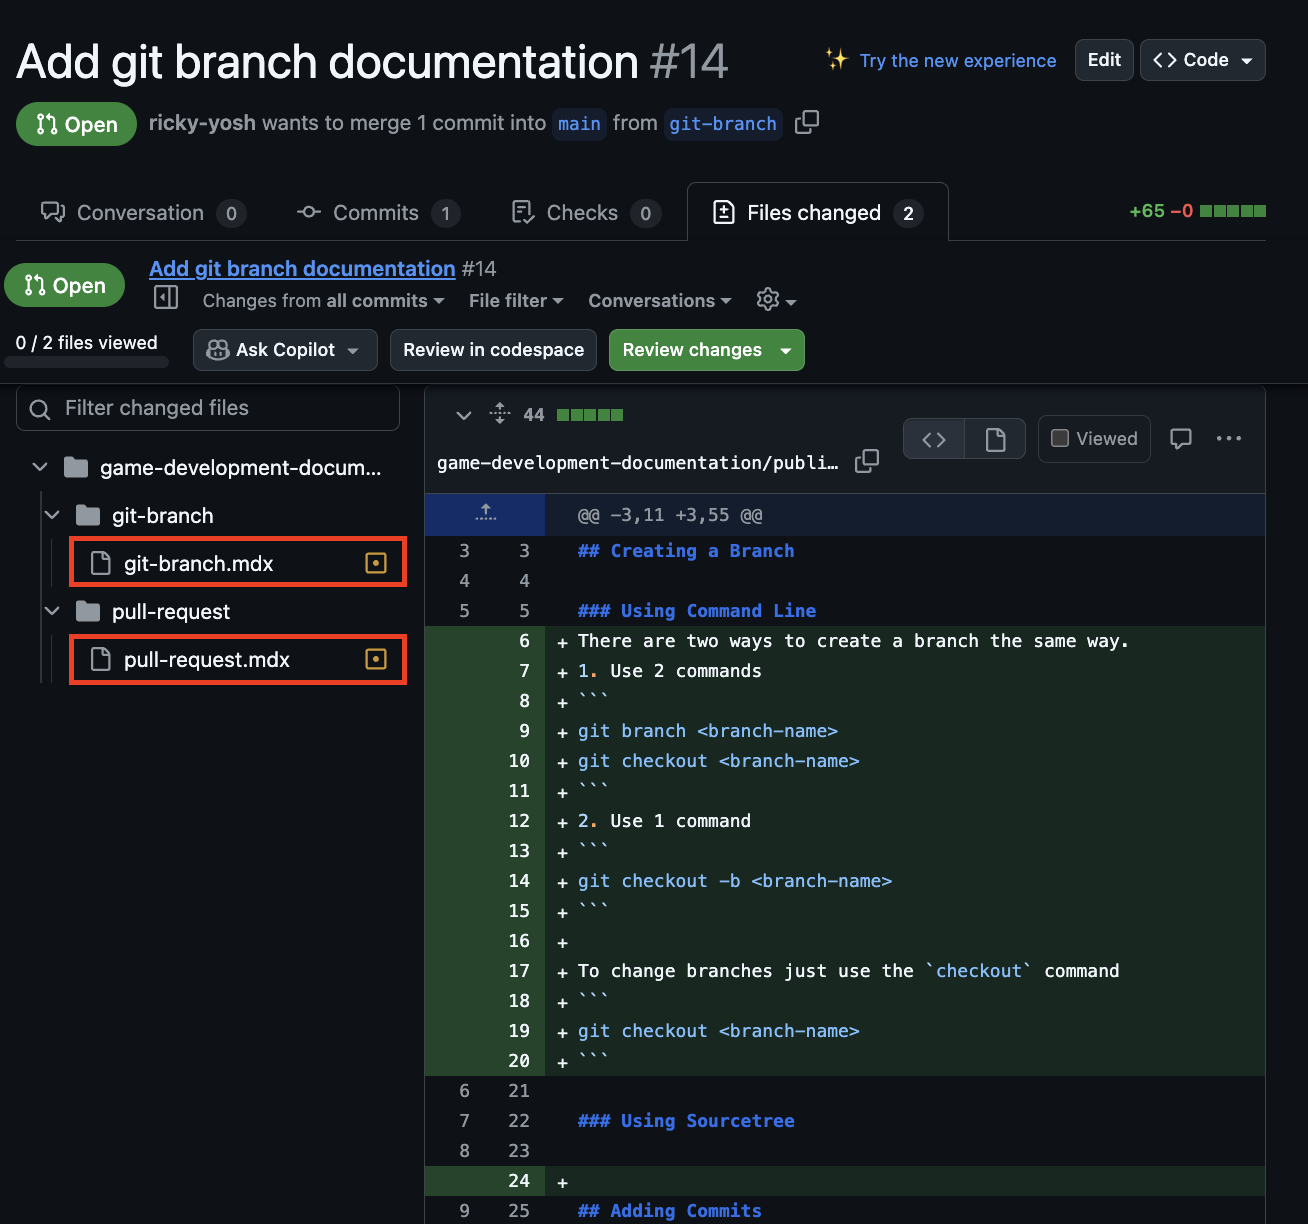 Add git branch documentation #14
Try the new experience
Edit
<> Code
Open
ricky-yosh wants to merge 1 commit into main from git-branch
Conversation 0
Commits 1
Checks 0
Files changed 2
+65 −0
Open
Add git branch documentation #14
Changes from all commits
File filter
Conversations
0 / 2 files viewed
Ask Copilot
Review in codespace
Review changes
Filter changed files
game-development-docum...
git-branch
git-branch.mdx
pull-request
pull-request.mdx
44
Viewed
game-development-documentation/publi…
@@ -3,11 +3,55 @@
3 3 ## Creating a Branch
4 4
5 5 ### Using Command Line
6 + There are two ways to create a branch the same way.
7 + 1. Use 2 commands
8 + ```
9 + git branch <branch-name>
10 + git checkout <branch-name>
11 + ```
12 + 2. Use 1 command
13 + ```
14 + git checkout -b <branch-name>
15 + ```
16 +
17 + To change branches just use the `checkout` command
18 + ```
19 + git checkout <branch-name>
20 + ```
6 21
7 22 ### Using Sourcetree
8 23
24 +
9 25 ## Adding Commits